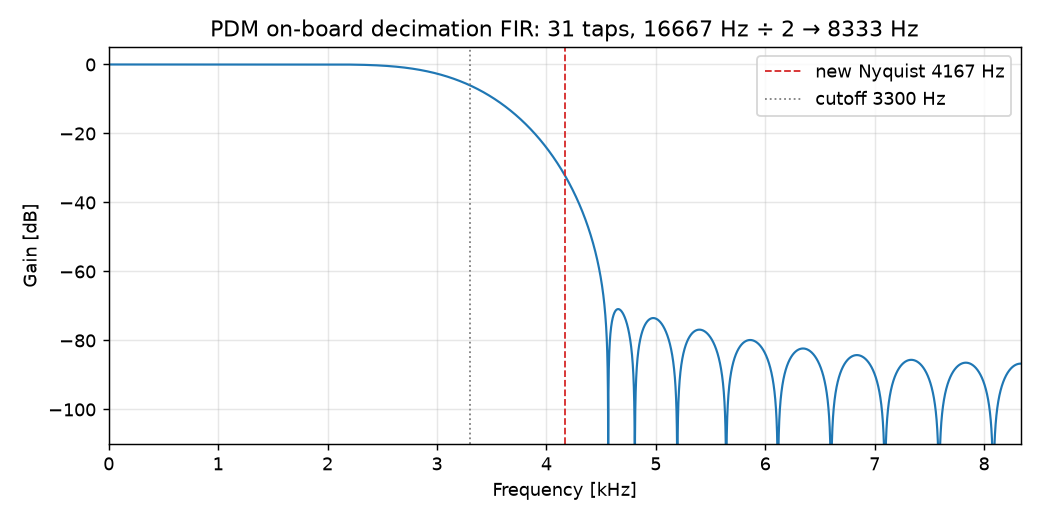 PDM on-board decimation FIR: 31 taps, 16667 Hz ÷ 2 → 8333 Hz
new Nyquist 4167 Hz
cutoff 3300 Hz
Gain [dB]
0
−20
−40
−60
−80
−100
0 1 2 3 4 5 6 7 8
Frequency [kHz]